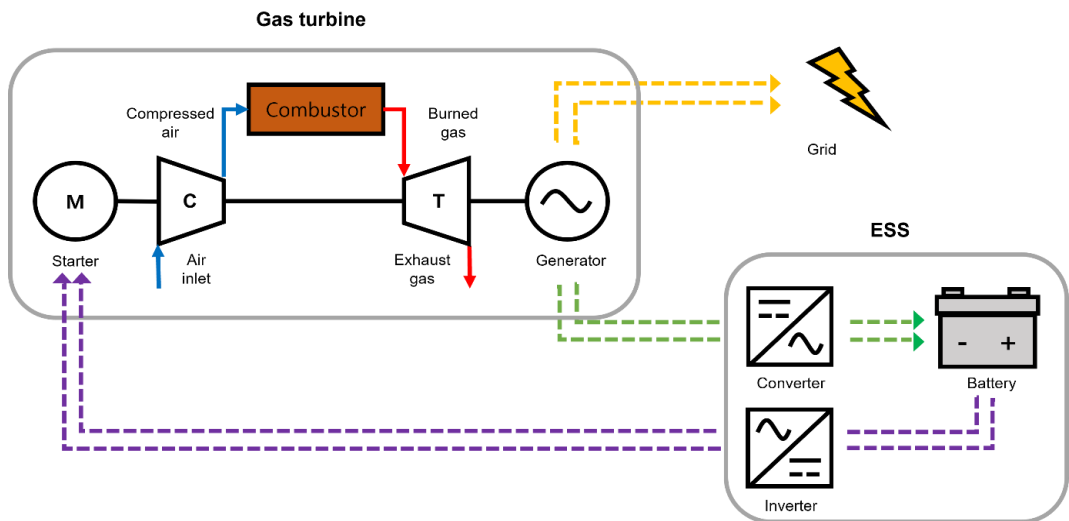 Gas turbine
Compressed
air
Combustor
Burned
gas
Grid
M
C
T
Starter
Air
inlet
Exhaust
gas
Generator
ESS
- +
Converter
Battery
Inverter